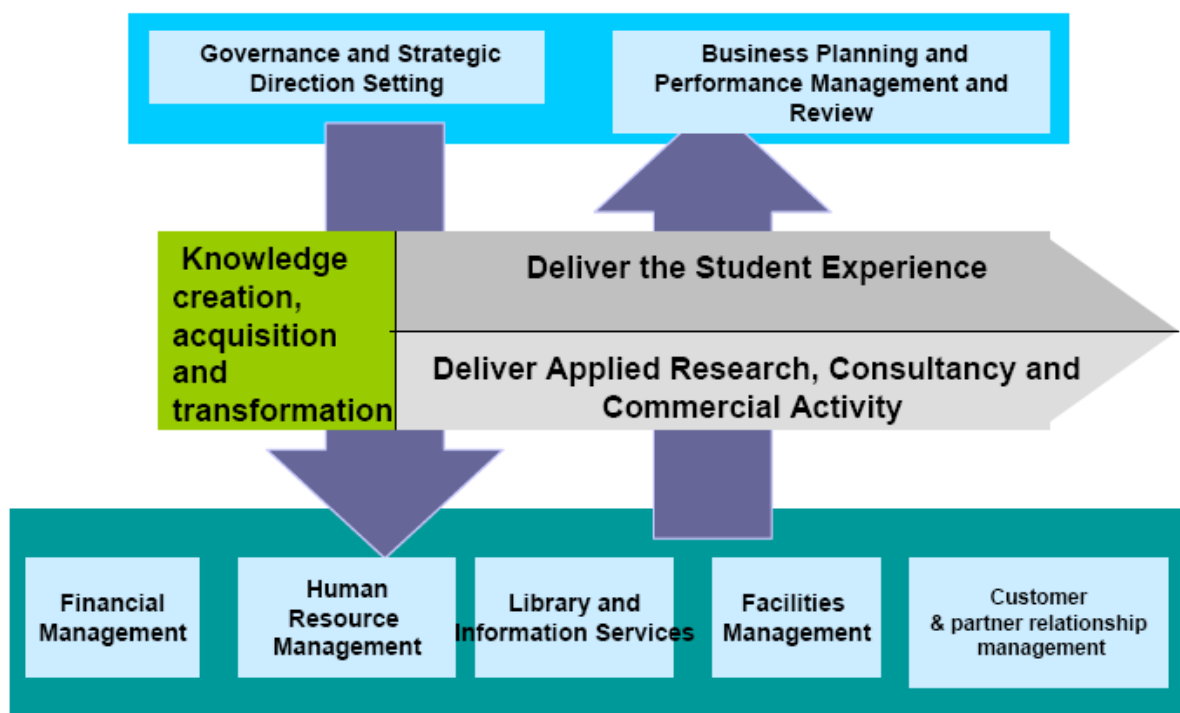 Governance and Strategic
Direction Setting
Business Planning and
Performance Management and
Review
Knowledge
creation,
acquisition
and
transformation
Deliver the Student Experience
Deliver Applied Research, Consultancy and
Commercial Activity
Financial
Management
Human
Resource
Management
Library and
Information Services
Facilities
Management
Customer
& partner relationship
management